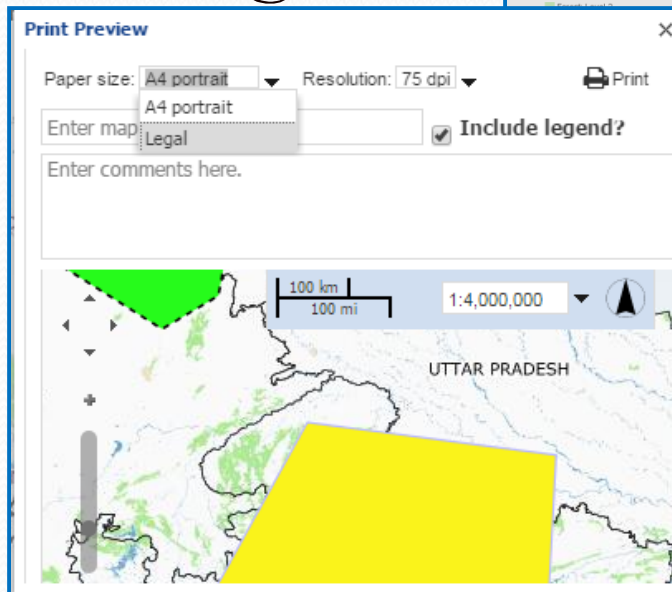 Print Preview
Paper size: A4 portrait Resolution: 75 dpi Print
A4 portrait
Legal
Enter map
Include legend?
Enter comments here.
100 km
100 mi
1:4,000,000
UTTAR PRADESH